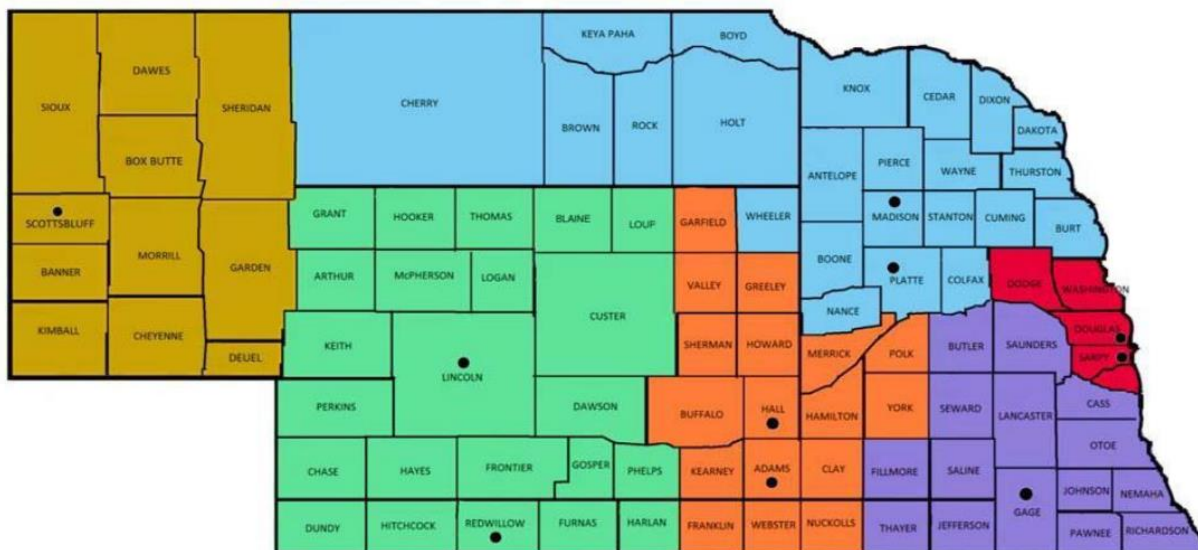 KEYA PAHA
BOYD
DAWES
SIOUX
SHERIDAN
CHERRY
KNOX
CEDAR
DIXON
BROWN
ROCK
HOLT
DAKOTA
BOX BUTTE
PIERCE
WAYNE
THURSTON
ANTELOPE
SCOTTSBLUFF
GRANT
HOOKER
THOMAS
BLAINE
LOUP
GARFIELD
WHEELER
MADISON
STANTON
CUMING
BURT
MORRILL
BANNER
GARDEN
ARTHUR
McPHERSON
LOGAN
VALLEY
GREELEY
BOONE
PLATTE
COLFAX
DODGE
WASHINGTON
NANCE
CUSTER
KIMBALL
CHEYENNE
DEUEL
KEITH
LINCOLN
SHERMAN
HOWARD
MERRICK
POLK
BUTLER
SAUNDERS
DOUGLAS
SARPY
PERKINS
DAWSON
BUFFALO
HALL
HAMILTON
YORK
SEWARD
LANCASTER
CASS
OTOE
CHASE
HAYES
FRONTIER
GOSPER
PHELPS
KEARNEY
ADAMS
CLAY
FILLMORE
SALINE
JOHNSON
NEMAHA
GAGE
DUNDY
HITCHCOCK
REDWILLOW
FURNAS
HARLAN
FRANKLIN
WEBSTER
NUCKOLLS
THAYER
JEFFERSON
PAWNEE
RICHARDSON